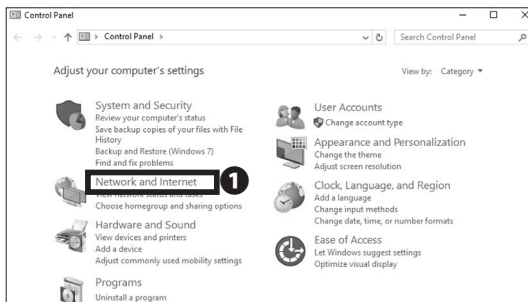 Control Panel
Control Panel
Search Control Panel
Adjust your computer's settings
View by: Category
System and Security
Review your computer's status
Save backup copies of your files with File
History
Backup and Restore (Windows 7)
Find and fix problems
Network and Internet
1
View network status and tasks
Choose homegroup and sharing options
Hardware and Sound
View devices and printers
Add a device
Adjust commonly used mobility settings
Programs
Uninstall a program
User Accounts
Change account type
Appearance and Personalization
Change the theme
Adjust screen resolution
Clock, Language, and Region
Add a language
Change input methods
Change date, time, or number formats
Ease of Access
Let Windows suggest settings
Optimize visual display